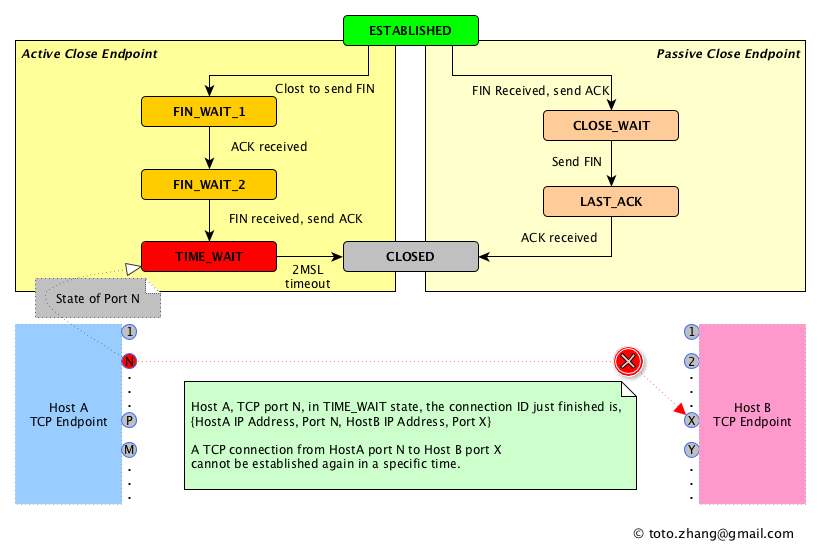 ESTABLISHED
Active Close Endpoint
Passive Close Endpoint
Clost to send FIN
FIN Received, send ACK
FIN_WAIT_1
CLOSE_WAIT
ACK received
Send FIN
FIN_WAIT_2
LAST_ACK
FIN received, send ACK
ACK received
TIME_WAIT
CLOSED
2MSL
timeout
State of Port N
1
N
P
M
Host A
TCP Endpoint
Host A, TCP port N, in TIME_WAIT state, the connection ID just finished is,
{HostA IP Address, Port N, HostB IP Address, Port X}
A TCP connection from HostA port N to Host B port X
cannot be established again in a specific time.
1
2
X
Y
Host B
TCP Endpoint
© toto.zhang@gmail.com